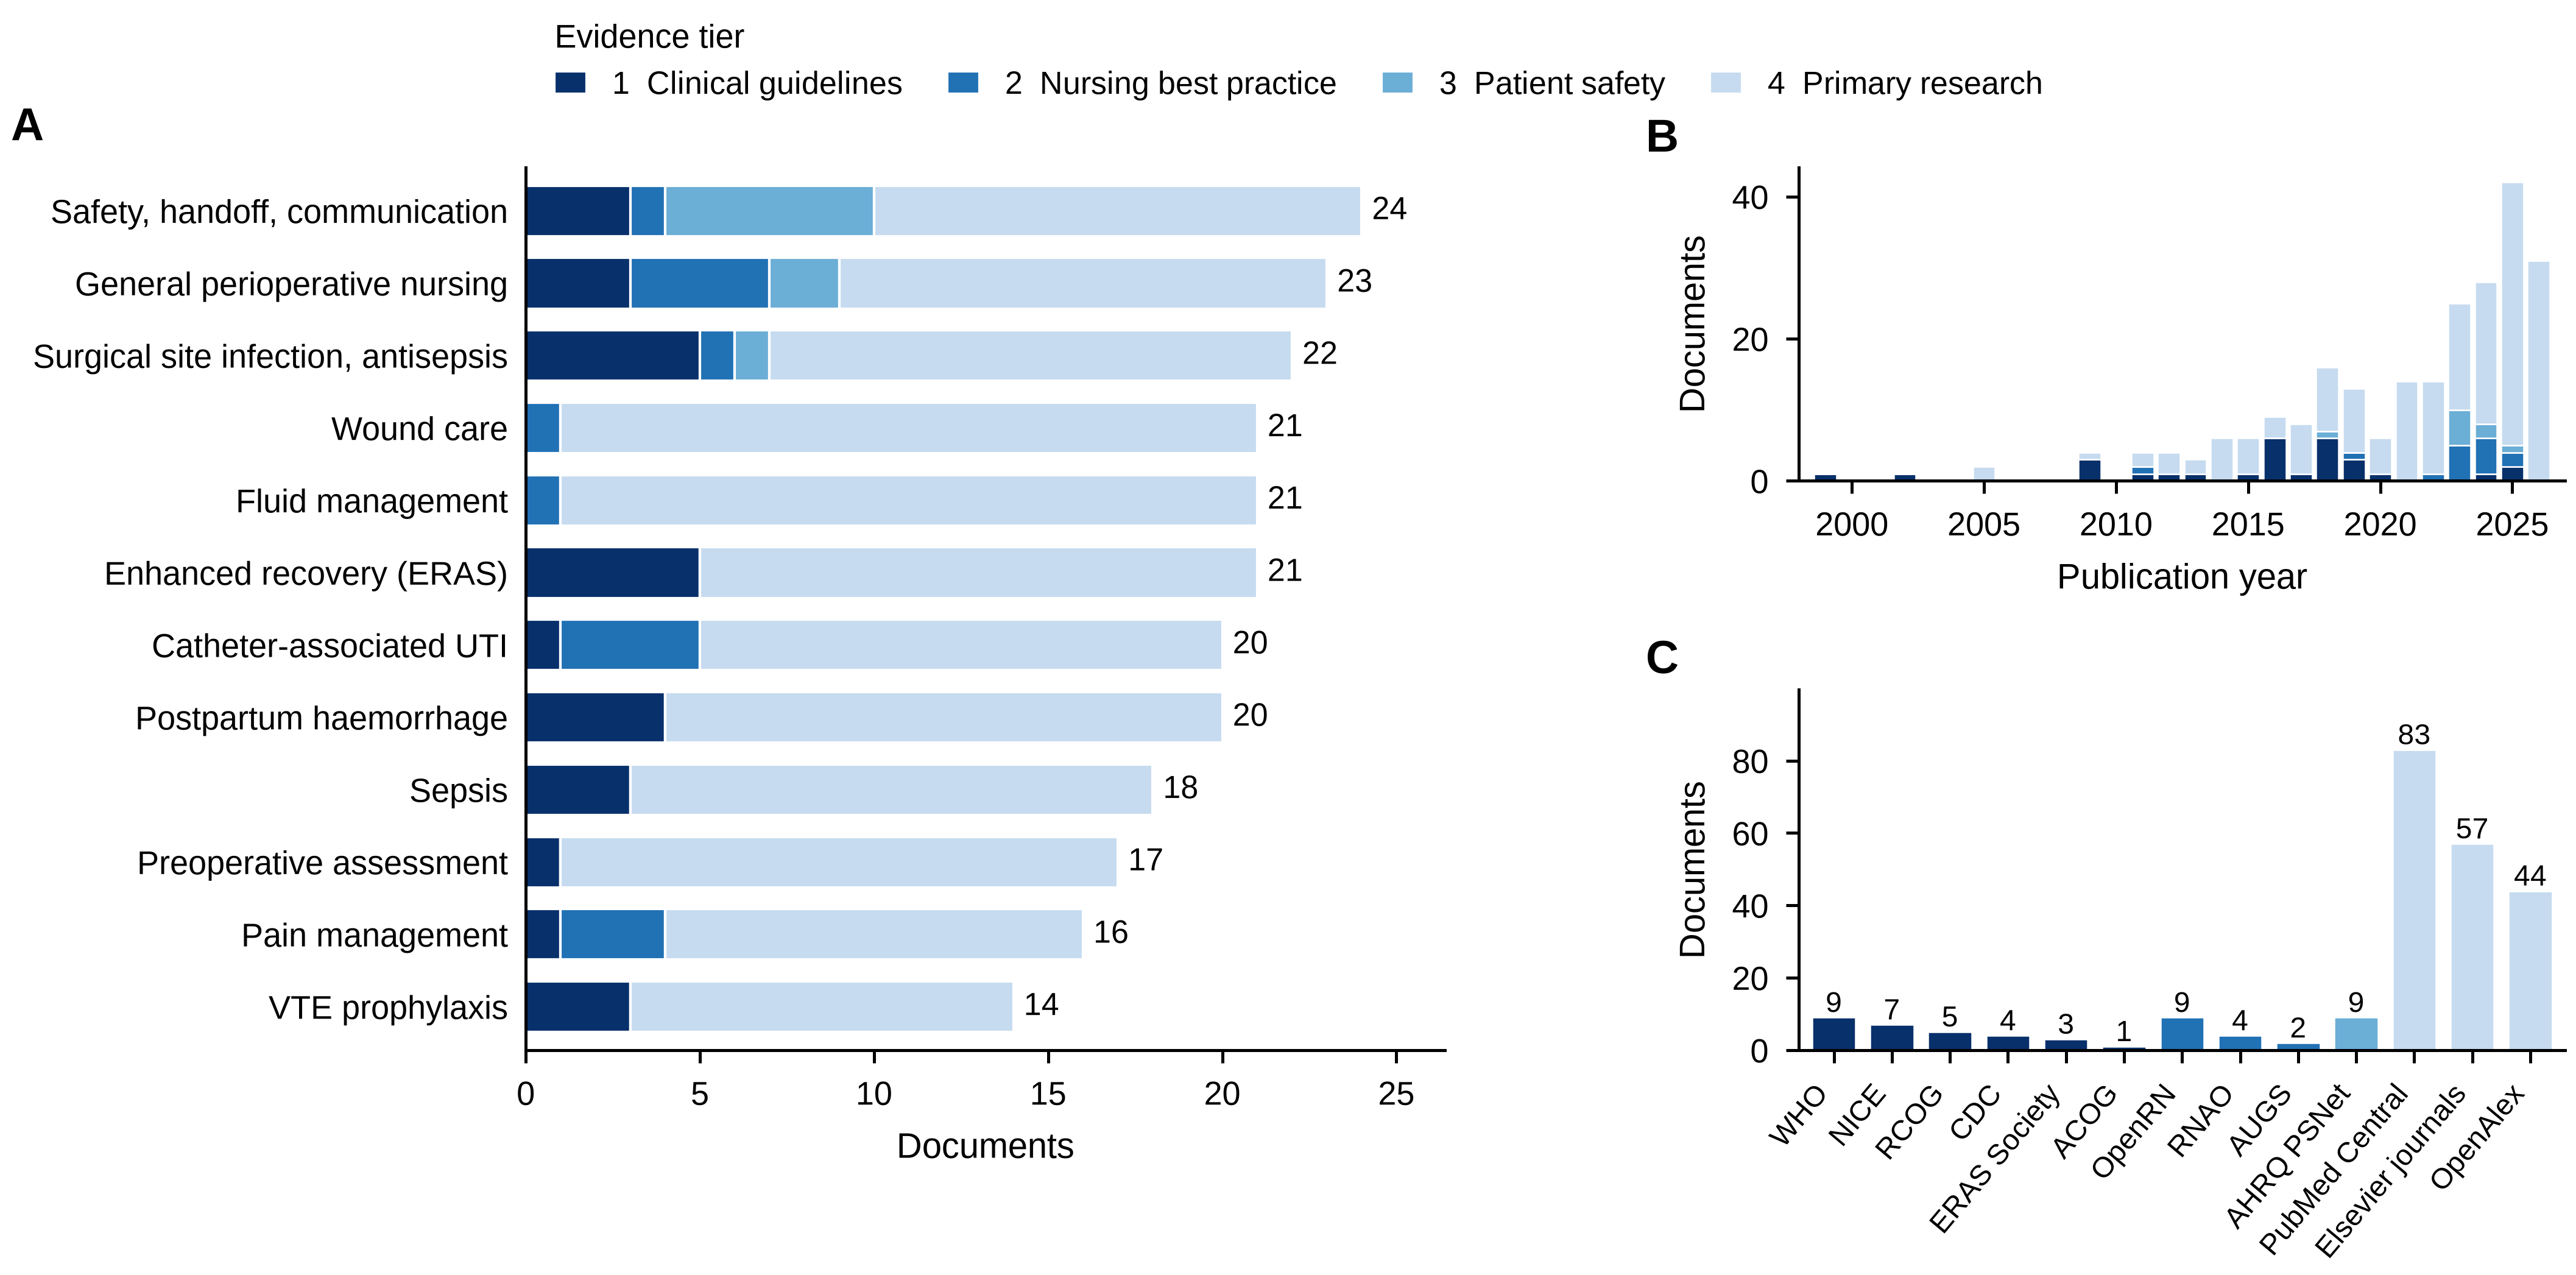 Evidence tier
1 Clinical guidelines 2 Nursing best practice 3 Patient safety 4 Primary research
A
Safety, handoff, communication 24
General perioperative nursing 23
Surgical site infection, antisepsis 22
Wound care 21
Fluid management 21
Enhanced recovery (ERAS) 21
Catheter-associated UTI 20
Postpartum haemorrhage 20
Sepsis 18
Preoperative assessment 17
Pain management 16
VTE prophylaxis 14
0 5 10 15 20 25
Documents
B
Documents
40
20
0
2000 2005 2010 2015 2020 2025
Publication year
C
Documents
80
60
40
20
0
9 7 5 4 3 1 9 4 2 9 83 57 44
WHO
NICE
RCOG
CDC
ERAS Society
ACOG
OpenRN
RNAO
AUGS
AHRQ PSNet
PubMed Central
Elsevier journals
OpenAlex